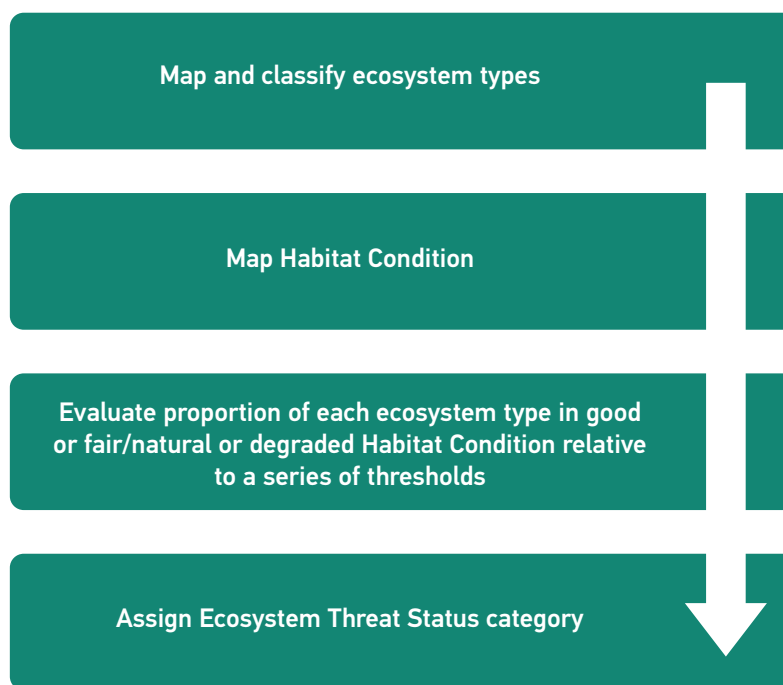 Map and classify ecosystem types
Map Habitat Condition
Evaluate proportion of each ecosystem type in good
or fair/natural or degraded Habitat Condition relative
to a series of thresholds
Assign Ecosystem Threat Status category